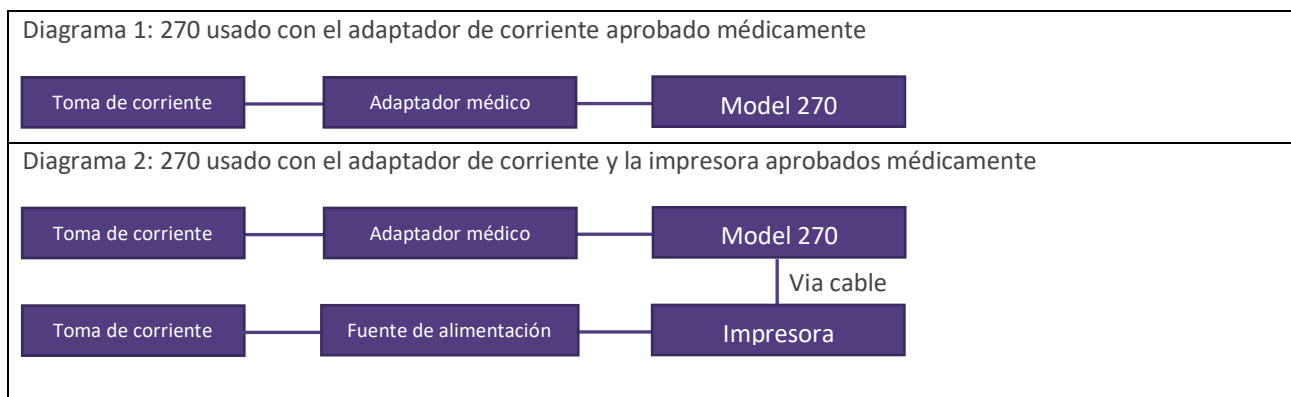 Diagrama 1: 270 usado con el adaptador de corriente aprobado médicamente
Toma de corriente Adaptador médico Model 270
Diagrama 2: 270 usado con el adaptador de corriente y la impresora aprobados médicamente
Toma de corriente Adaptador médico Model 270
Via cable
Toma de corriente Fuente de alimentación Impresora